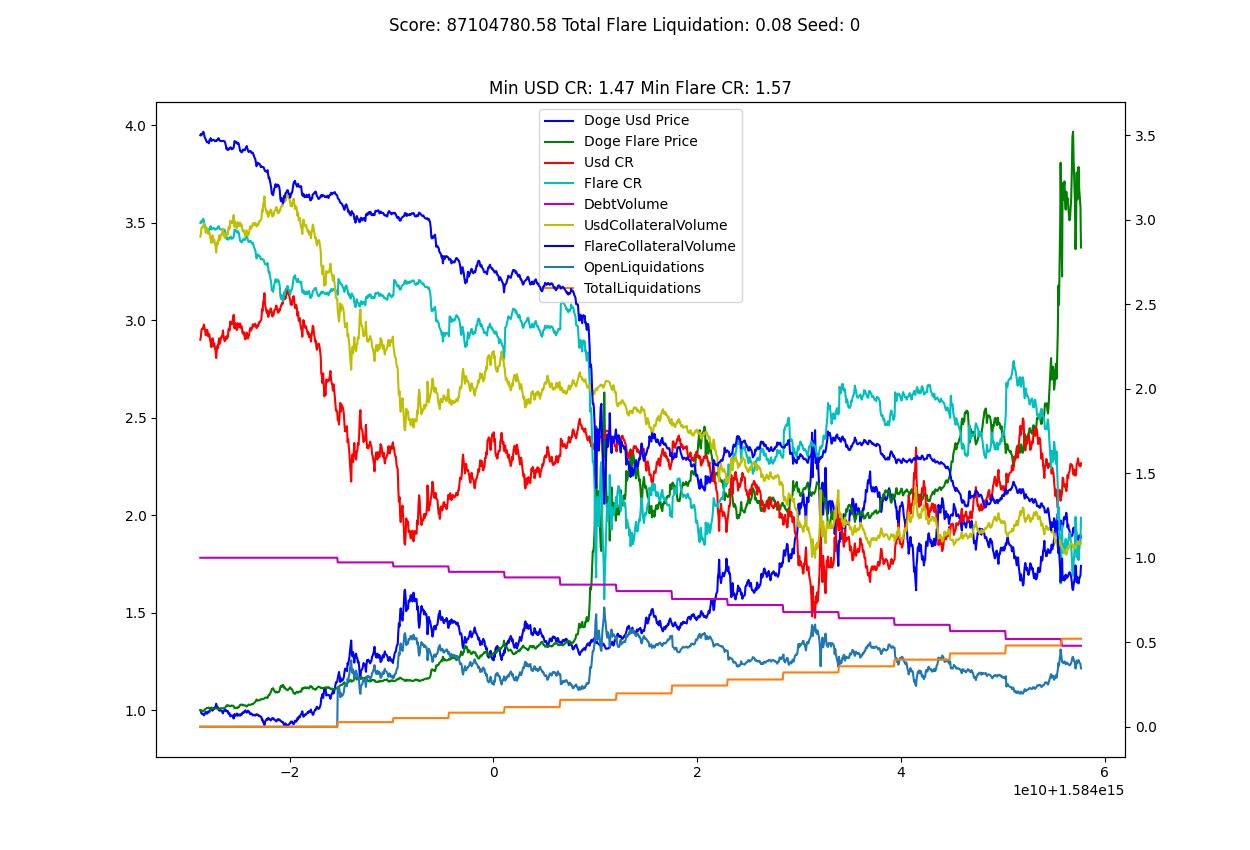 Score: 87104780.58 Total Flare Liquidation: 0.08 Seed: 0
Min USD CR: 1.47 Min Flare CR: 1.57
Doge Usd Price
Doge Flare Price
Usd CR
Flare CR
DebtVolume
UsdCollateralVolume
FlareCollateralVolume
OpenLiquidations
TotalLiquidations
4.0
3.5
3.0
2.5
2.0
1.5
1.0
3.5
3.0
2.5
2.0
1.5
1.0
0.5
0.0
−2
0
2
4
6
1e10+1.584e15